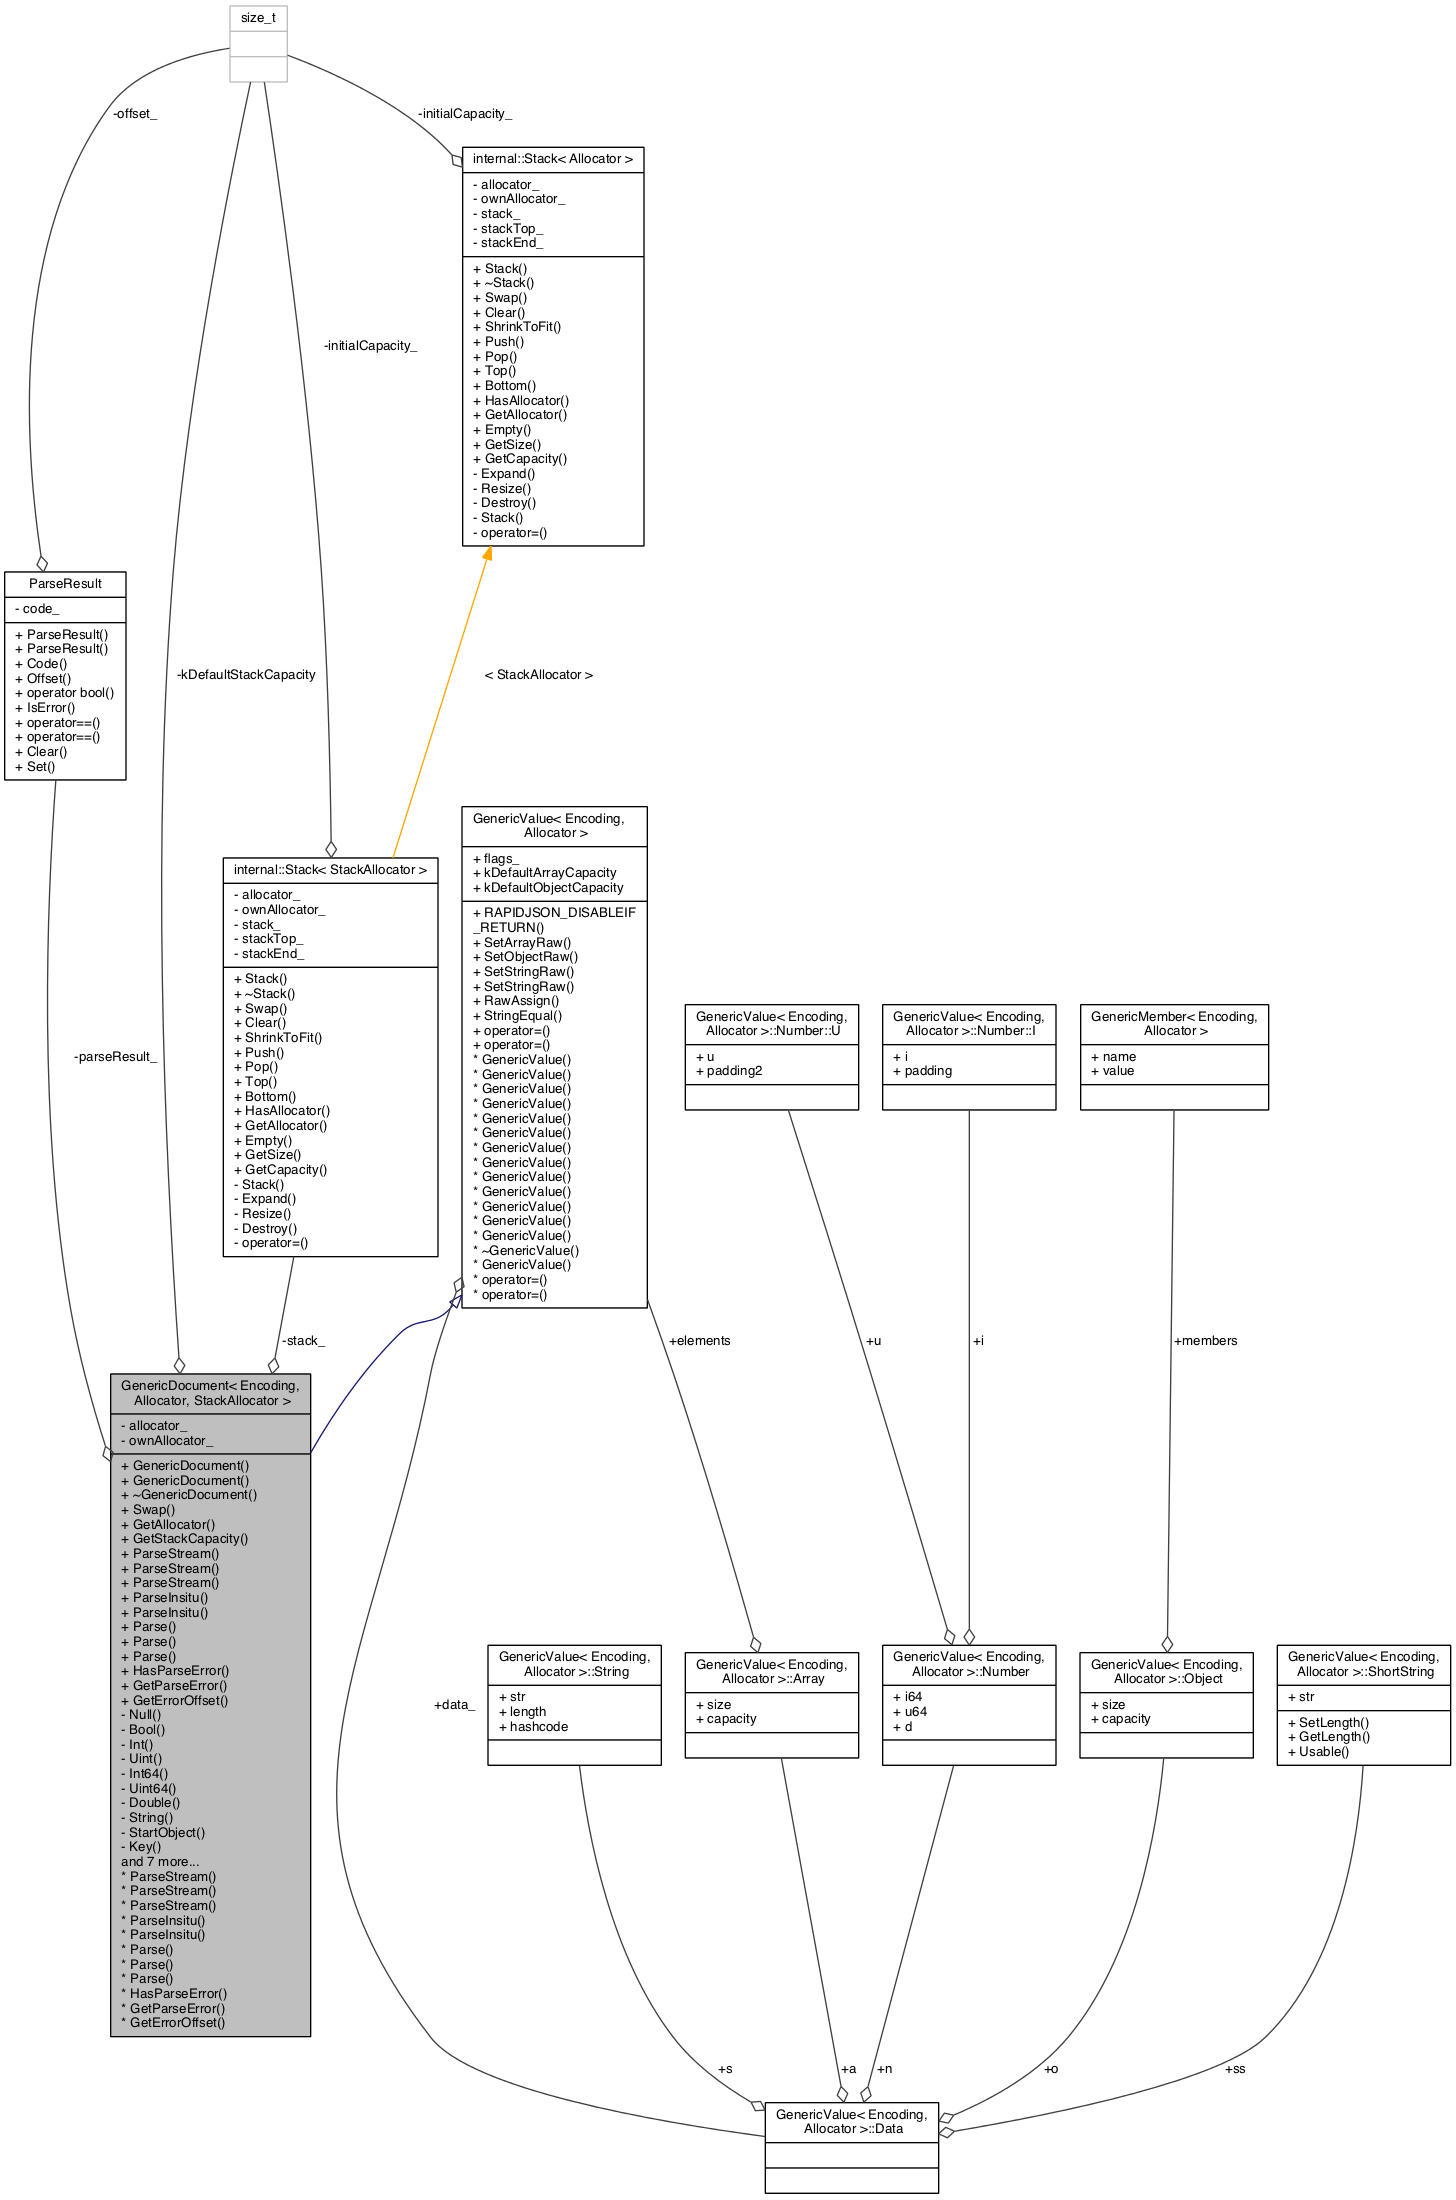 size_t
-offset_
-initialCapacity_
internal::Stack< Allocator >
- allocator_
- ownAllocator_
- stack_
- stackTop_
- stackEnd_
+ Stack()
+ ~Stack()
+ Swap()
+ Clear()
+ ShrinkToFit()
+ Push()
+ Pop()
+ Top()
+ Bottom()
+ HasAllocator()
+ GetAllocator()
+ Empty()
+ GetSize()
+ GetCapacity()
- Expand()
- Resize()
- Destroy()
- Stack()
- operator=()
-initialCapacity_
ParseResult
- code_
+ ParseResult()
+ ParseResult()
+ Code()
+ Offset()
+ operator bool()
+ IsError()
+ operator==()
+ operator==()
+ Clear()
+ Set()
-kDefaultStackCapacity
< StackAllocator >
internal::Stack< StackAllocator >
- allocator_
- ownAllocator_
- stack_
- stackTop_
- stackEnd_
+ Stack()
+ ~Stack()
+ Swap()
+ Clear()
+ ShrinkToFit()
+ Push()
+ Pop()
+ Top()
+ Bottom()
+ HasAllocator()
+ GetAllocator()
+ Empty()
+ GetSize()
+ GetCapacity()
- Stack()
- Expand()
- Resize()
- Destroy()
- operator=()
GenericValue< Encoding,
Allocator >
+ flags_
+ kDefaultArrayCapacity
+ kDefaultObjectCapacity
+ RAPIDJSON_DISABLEIF
_RETURN()
+ SetArrayRaw()
+ SetObjectRaw()
+ SetStringRaw()
+ SetStringRaw()
+ RawAssign()
+ StringEqual()
+ operator=()
+ operator=()
* GenericValue()
* GenericValue()
* GenericValue()
* GenericValue()
* GenericValue()
* GenericValue()
* GenericValue()
* GenericValue()
* GenericValue()
* GenericValue()
* GenericValue()
* GenericValue()
* GenericValue()
* ~GenericValue()
* GenericValue()
* operator=()
* operator=()
GenericValue< Encoding,
Allocator >::Number::U
+ u
+ padding2
GenericValue< Encoding,
Allocator >::Number::I
+ i
+ padding
GenericMember< Encoding,
Allocator >
+ name
+ value
-parseResult_
-stack_
+elements
+u
+i
+members
GenericDocument< Encoding,
Allocator, StackAllocator >
- allocator_
- ownAllocator_
+ GenericDocument()
+ GenericDocument()
+ ~GenericDocument()
+ Swap()
+ GetAllocator()
+ GetStackCapacity()
+ ParseStream()
+ ParseStream()
+ ParseStream()
+ ParseInsitu()
+ ParseInsitu()
+ Parse()
+ Parse()
+ Parse()
+ HasParseError()
+ GetParseError()
+ GetErrorOffset()
- Null()
- Bool()
- Int()
- Uint()
- Int64()
- Uint64()
- Double()
- String()
- StartObject()
- Key()
and 7 more...
* ParseStream()
* ParseStream()
* ParseStream()
* ParseInsitu()
* ParseInsitu()
* Parse()
* Parse()
* Parse()
* HasParseError()
* GetParseError()
* GetErrorOffset()
+data_
GenericValue< Encoding,
Allocator >::String
+ str
+ length
+ hashcode
GenericValue< Encoding,
Allocator >::Array
+ size
+ capacity
GenericValue< Encoding,
Allocator >::Number
+ i64
+ u64
+ d
GenericValue< Encoding,
Allocator >::Object
+ size
+ capacity
GenericValue< Encoding,
Allocator >::ShortString
+ str
+ SetLength()
+ GetLength()
+ Usable()
+s
+a
+n
+o
+ss
GenericValue< Encoding,
Allocator >::Data